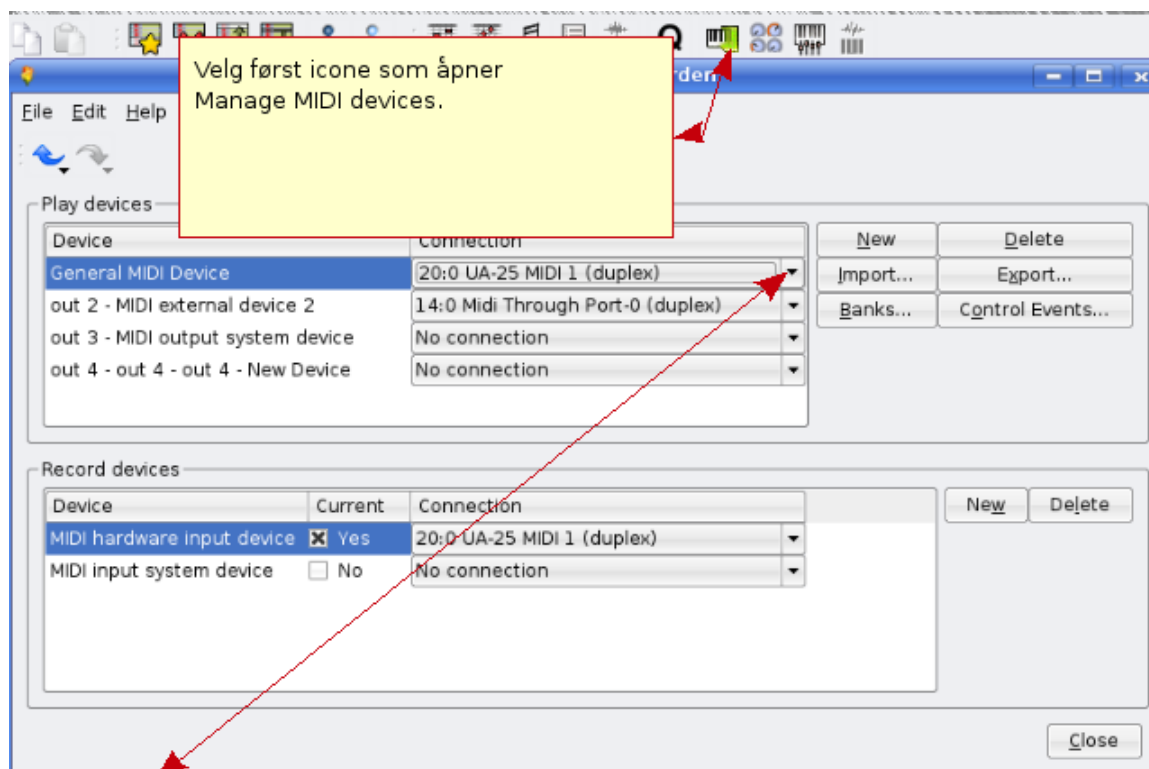 Velg først icone som åpner
Manage MIDI devices.
rden
File Edit Help
Play devices
Device Connection New Delete
General MIDI Device 20:0 UA-25 MIDI 1 (duplex) Import... Export...
out 2 - MIDI external device 2 14:0 Midi Through Port-0 (duplex) Banks... Control Events...
out 3 - MIDI output system device No connection
out 4 - out 4 - out 4 - New Device No connection
Record devices
Device Current Connection New Delete
MIDI hardware input device Yes 20:0 UA-25 MIDI 1 (duplex)
MIDI input system device No No connection
Close